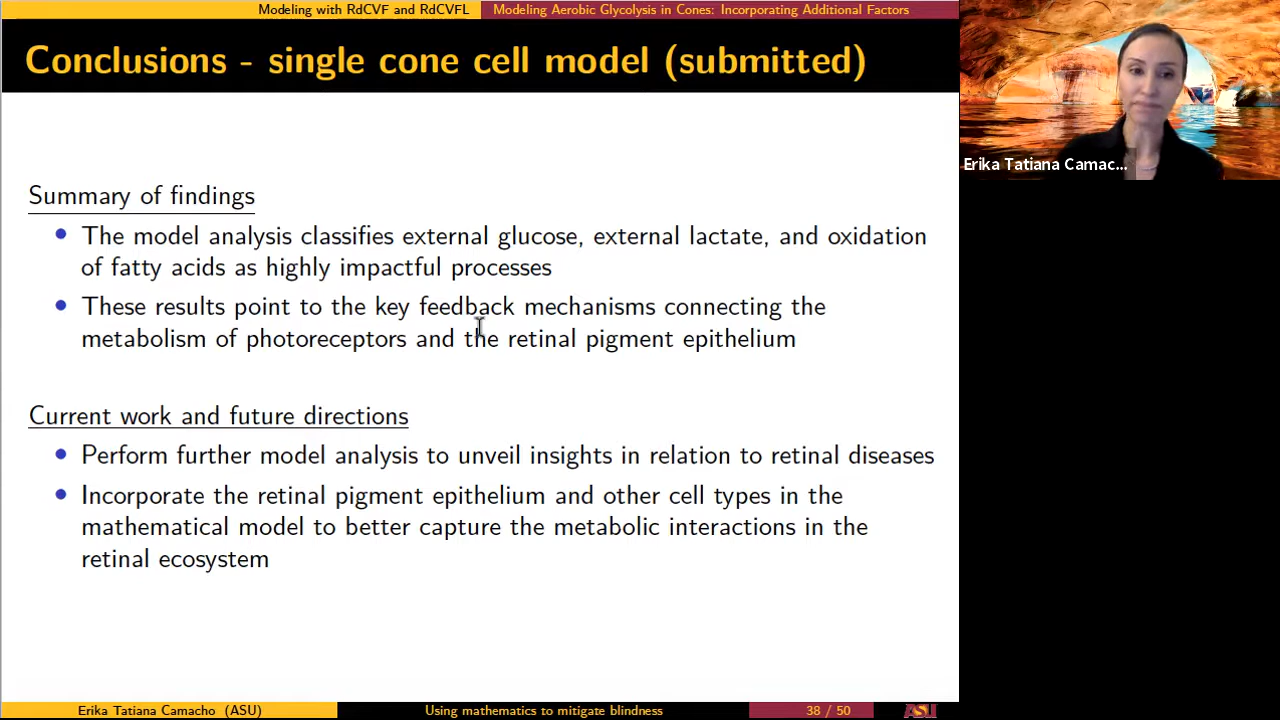 Modeling with RdCVF and RdCVFL
Modeling Aerobic Glycolysis in Cones: Incorporating Additional Factors
Conclusions - single cone cell model (submitted)
Summary of findings
• The model analysis classifies external glucose, external lactate, and oxidation
of fatty acids as highly impactful processes
• These results point to the key feedback mechanisms connecting the
metabolism of photoreceptors and the retinal pigment epithelium
Current work and future directions
• Perform further model analysis to unveil insights in relation to retinal diseases
• Incorporate the retinal pigment epithelium and other cell types in the
mathematical model to better capture the metabolic interactions in the
retinal ecosystem
Erika Tatiana Camacho (ASU)
Using mathematics to mitigate blindness
38 / 50
ASU
Erika Tatiana Camac...